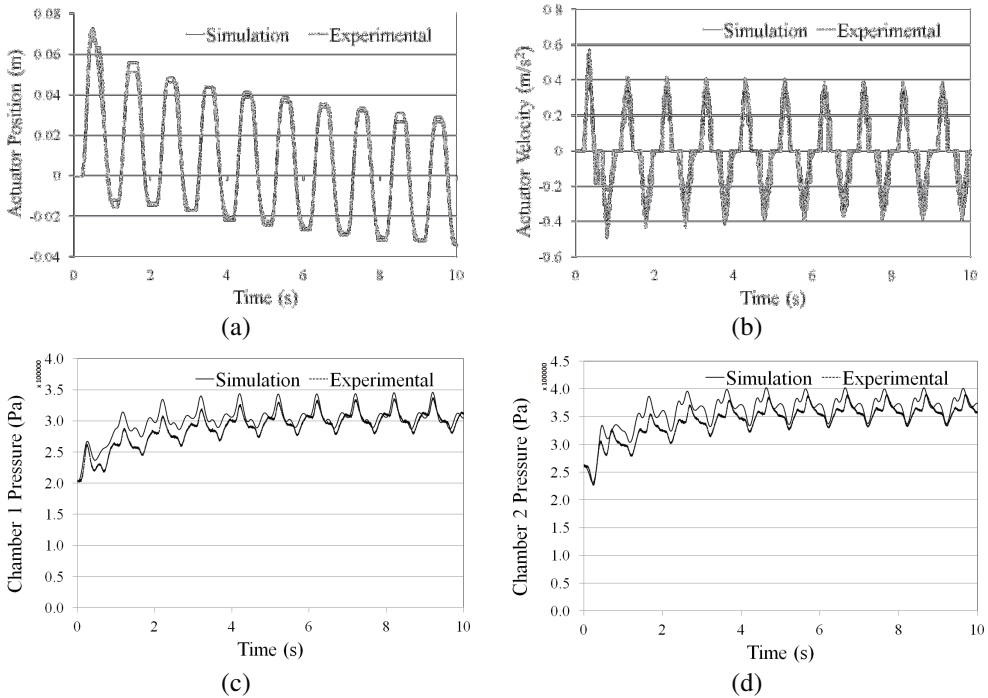 0.08
0.06
0.04
0.02
0
-0.02
-0.04
Actuator Position (m)
Simulation Experimental
0 2 4 6 8 10
Time (s)
(a)
0.8
0.6
0.4
0.2
0
-0.2
-0.4
-0.6
Actuator Velocity (m/s²)
Simulation Experimental
0 2 4 6 8 10
Time (s)
(b)
4.0
3.5
3.0
2.5
2.0
1.5
1.0
0.5
0.0
x 100000
Chamber 1 Pressure (Pa)
Simulation Experimental
0 2 4 6 8 10
Time (s)
(c)
4.5
4.0
3.5
3.0
2.5
2.0
1.5
1.0
0.5
0.0
x 100000
Chamber 2 Pressure (Pa)
Simulation Experimental
0 2 4 6 8 10
Time (s)
(d)